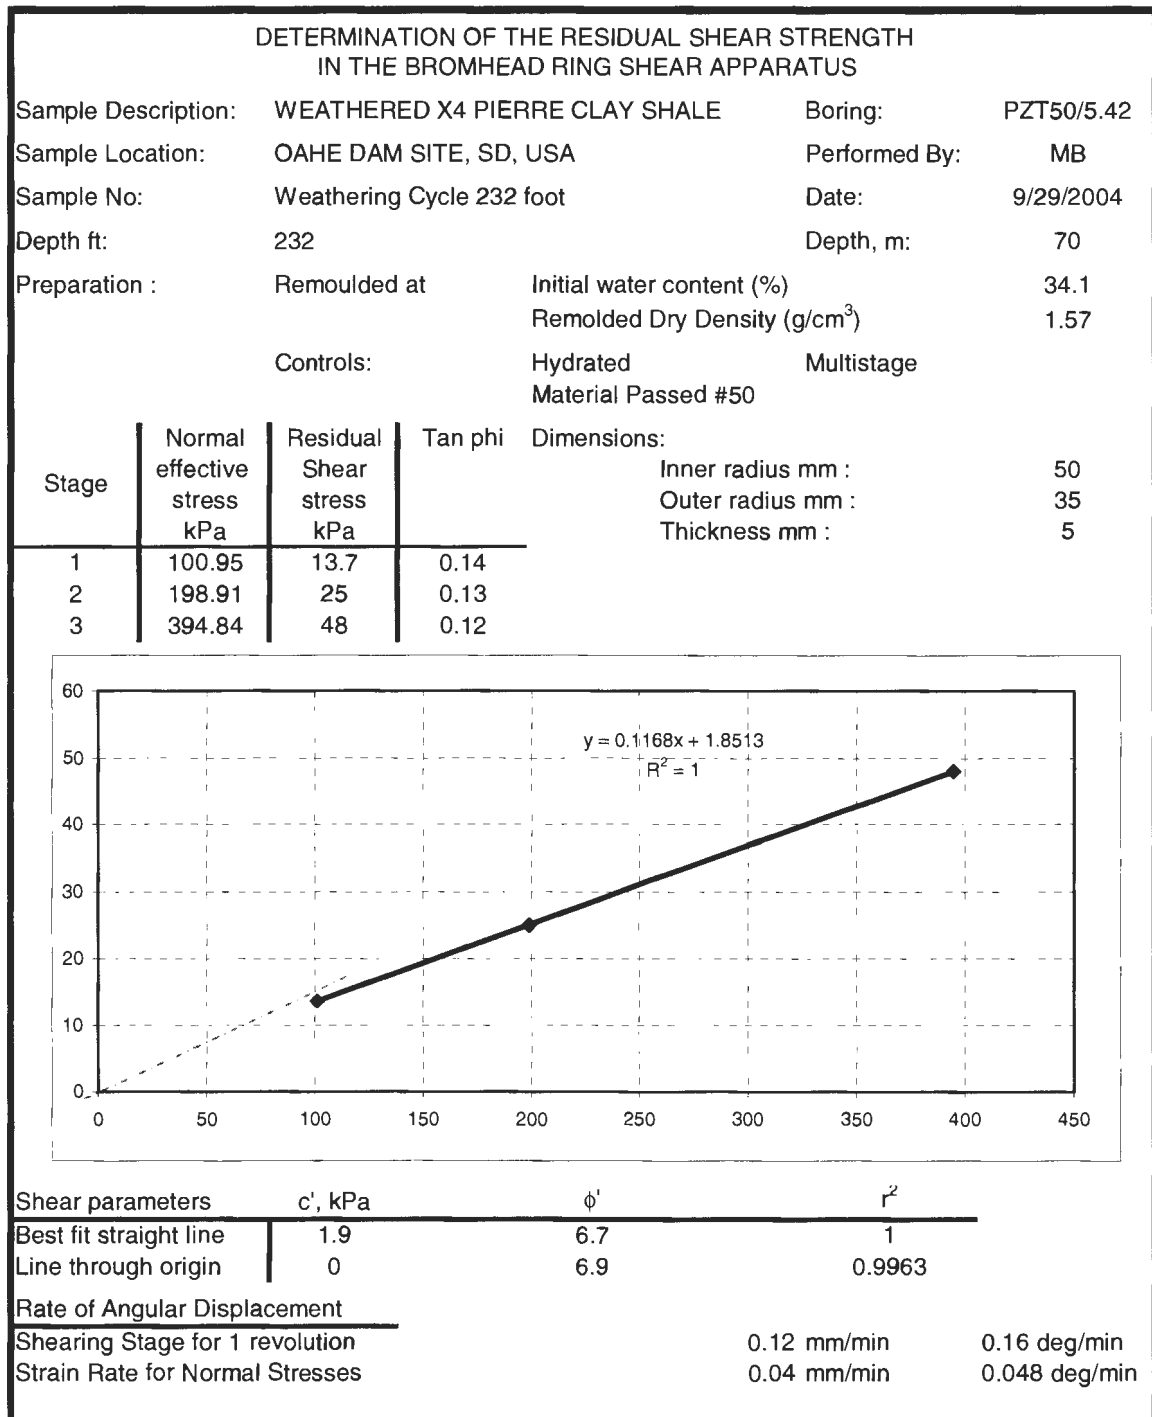 DETERMINATION OF THE RESIDUAL SHEAR STRENGTH
IN THE BROMHEAD RING SHEAR APPARATUS
Sample Description: WEATHERED X4 PIERRE CLAY SHALE Boring: PZT50/5.42
Sample Location: OAHE DAM SITE, SD, USA Performed By: MB
Sample No: Weathering Cycle 232 foot Date: 9/29/2004
Depth ft: 232 Depth, m: 70
Preparation : Remoulded at Initial water content (%) 34.1
Remolded Dry Density (g/cm³) 1.57
Controls: Hydrated Multistage
Material Passed #50
Stage Normal effective stress kPa Residual Shear stress kPa Tan phi
1 100.95 13.7 0.14
2 198.91 25 0.13
3 394.84 48 0.12
Dimensions:
Inner radius mm : 50
Outer radius mm : 35
Thickness mm : 5
60
50
40
30
20
10
0
y = 0.1168x + 1.8513
R² = 1
0 50 100 150 200 250 300 350 400 450
Shear parameters c', kPa ϕ' r²
Best fit straight line 1.9 6.7 1
Line through origin 0 6.9 0.9963
Rate of Angular Displacement
Shearing Stage for 1 revolution 0.12 mm/min 0.16 deg/min
Strain Rate for Normal Stresses 0.04 mm/min 0.048 deg/min